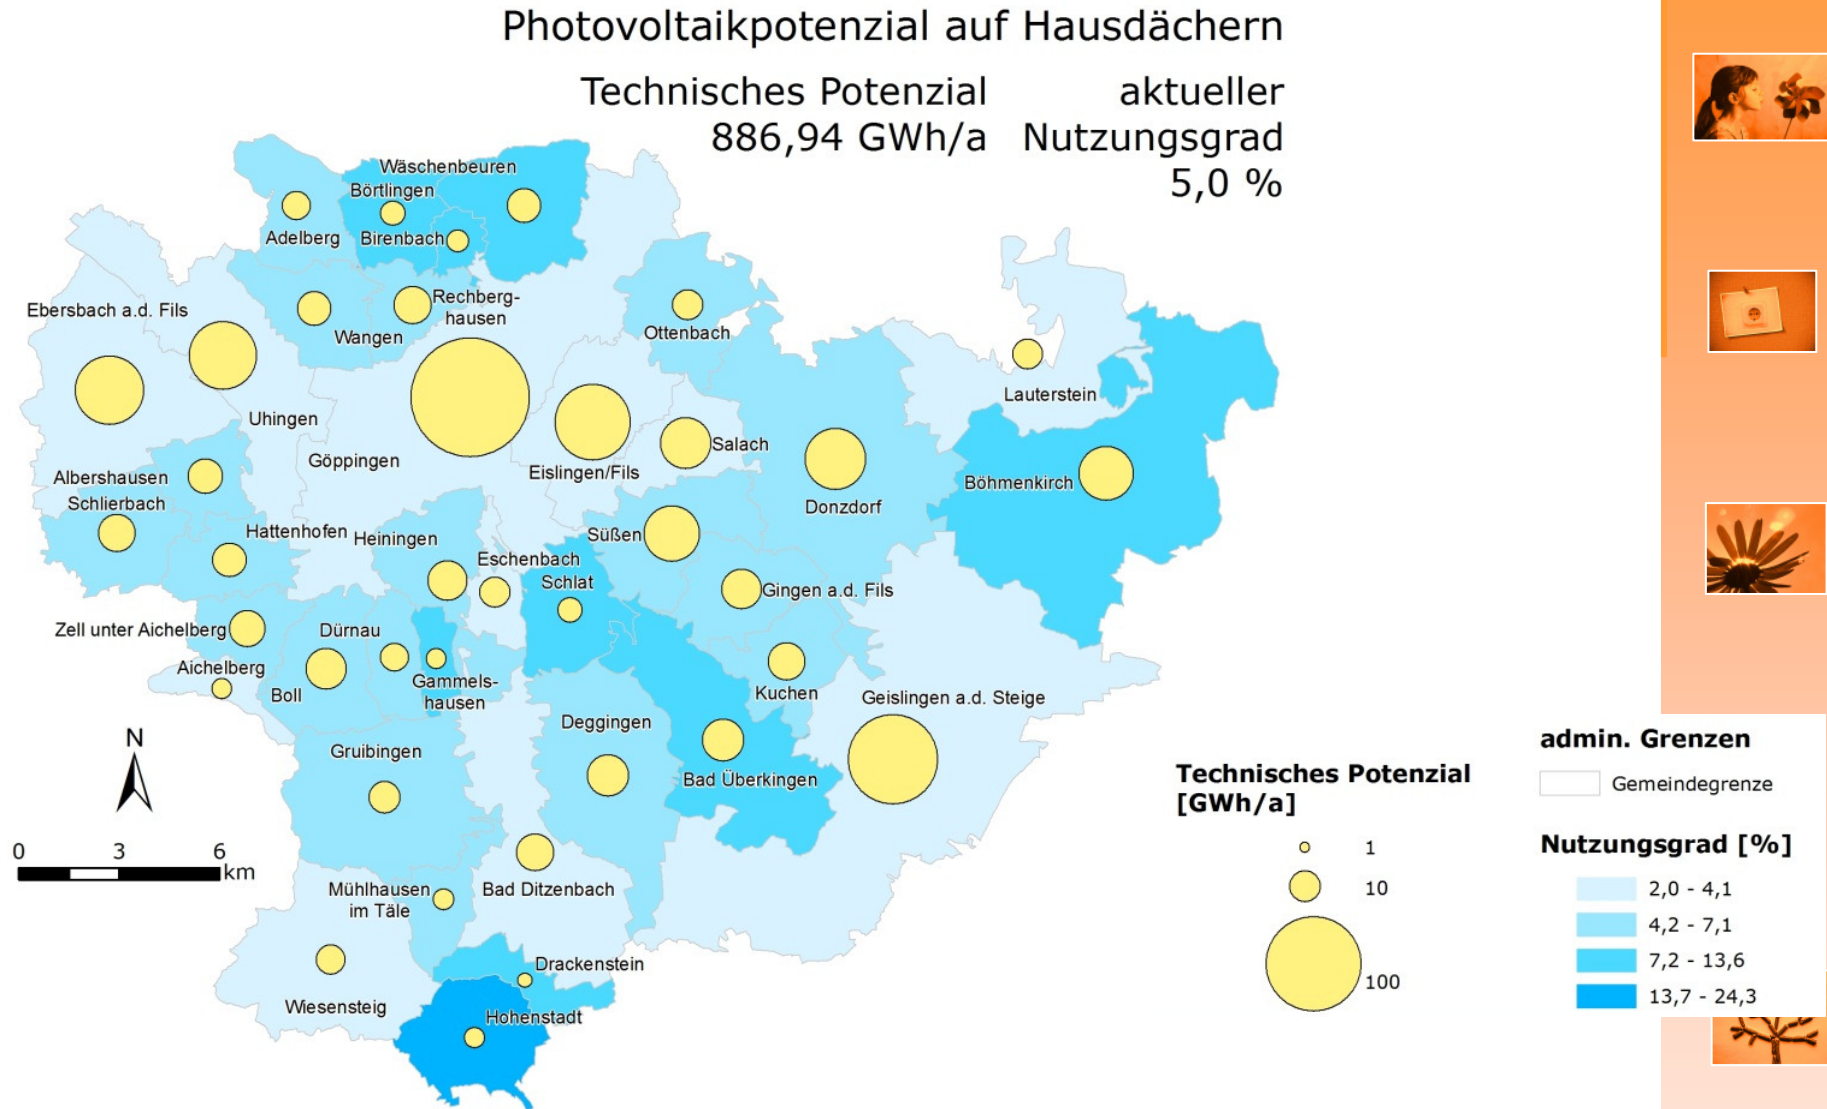 Photovoltaikpotenzial auf Hausdächern
Technisches Potenzial
886,94 GWh/a
aktueller
Nutzungsgrad
5,0 %
Wäschenbeuren
Börtlingen
Adelberg
Birenbach
Ebersbach a.d. Fils
Rechberg-
hausen
Wangen
Ottenbach
Lauterstein
Uhingen
Göppingen
Eislingen/Fils
Salach
Albershausen
Schlierbach
Donzdorf
Böhmenkirch
Hattenhofen
Heiningen
Süßen
Eschenbach
Schlat
Gingen a.d. Fils
Zell unter Aichelberg
Dürnau
Aichelberg
Boll
Gammels-
hausen
Kuchen
Geislingen a.d. Steige
Deggingen
Gruibingen
Bad Überkingen
N
0 3 6
km
Mühlhausen
im Täle
Bad Ditzenbach
Drackenstein
Wiesensteig
Hohenstadt
Technisches Potenzial
[GWh/a]
1
10
100
admin. Grenzen
Gemeindegrenze
Nutzungsgrad [%]
2,0 - 4,1
4,2 - 7,1
7,2 - 13,6
13,7 - 24,3